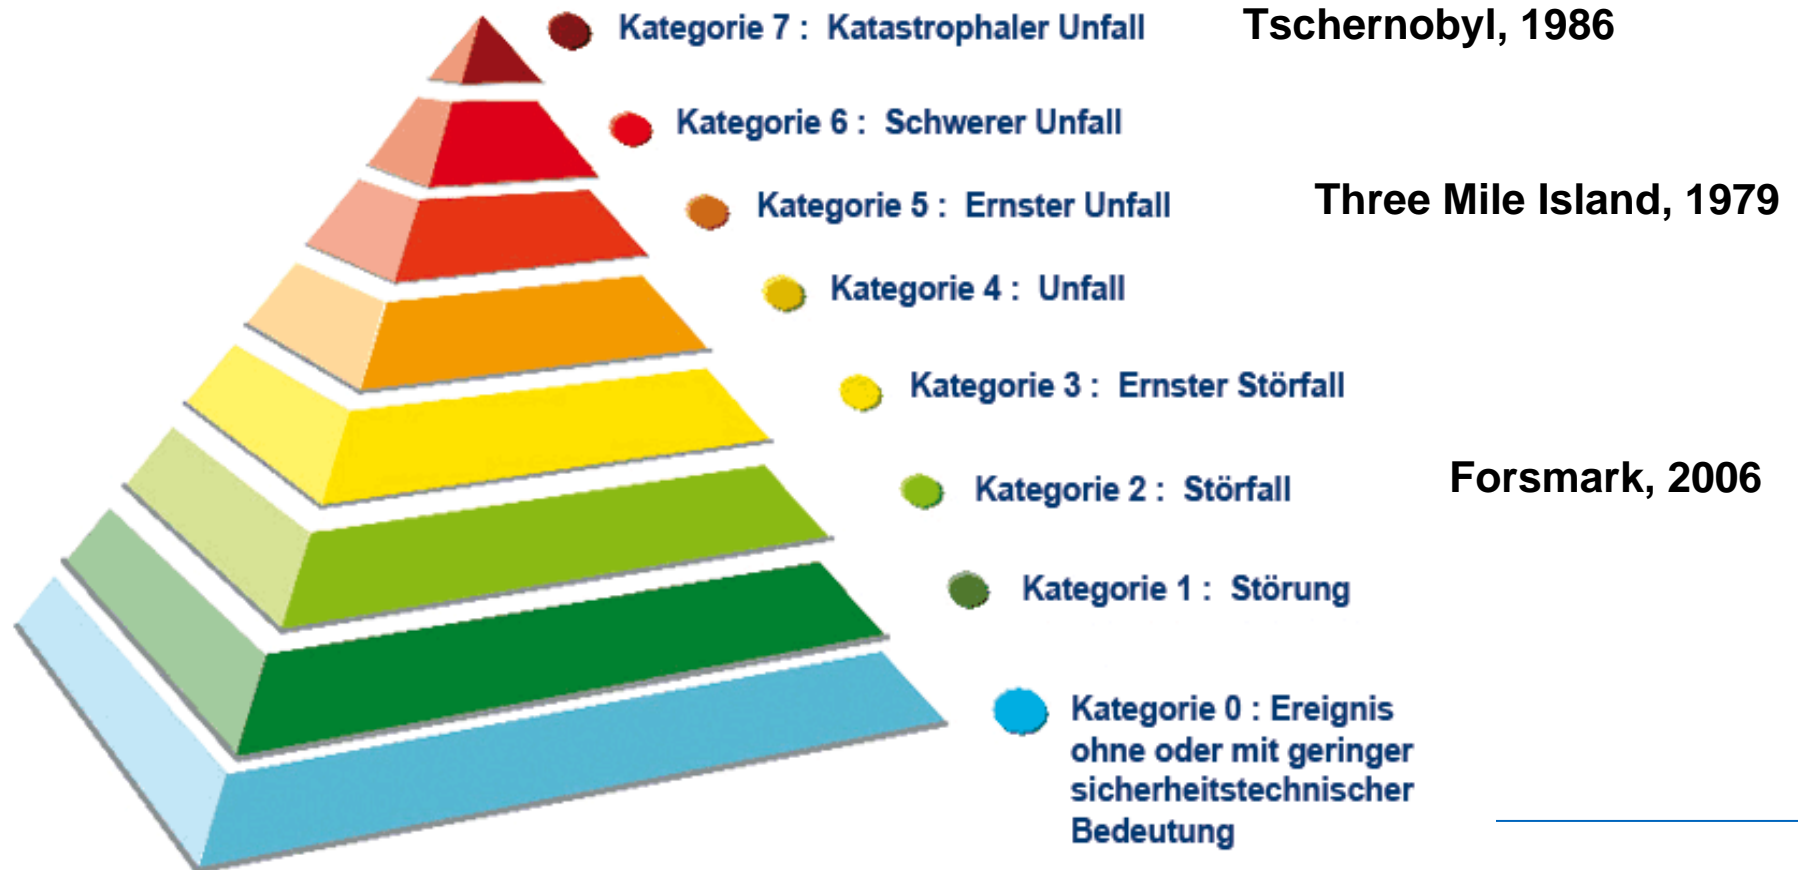 Kategorie 7 : Katastrophaler Unfall
Tschernobyl, 1986
Kategorie 6 : Schwerer Unfall
Kategorie 5 : Ernster Unfall
Three Mile Island, 1979
Kategorie 4 : Unfall
Kategorie 3 : Ernster Störfall
Kategorie 2 : Störfall
Forsmark, 2006
Kategorie 1 : Störung
Kategorie 0 : Ereignis
ohne oder mit geringer
sicherheitstechnischer
Bedeutung